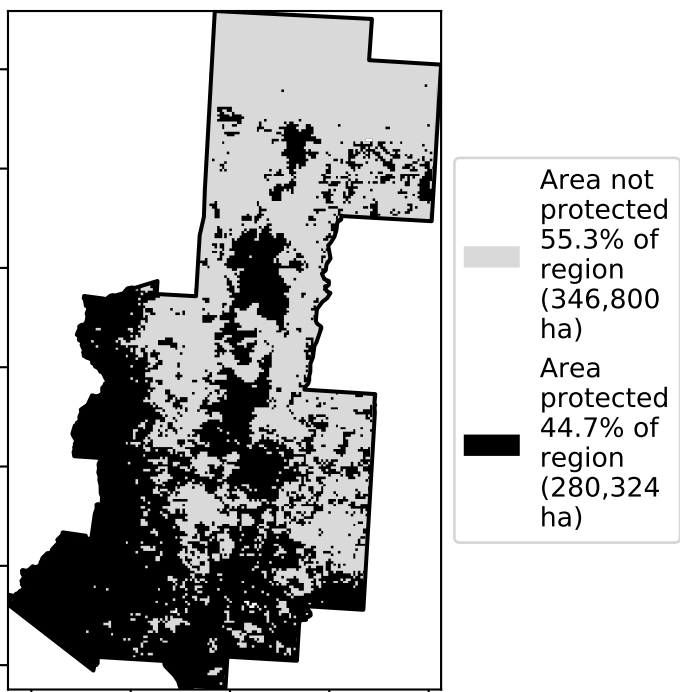 Area not
protected
55.3% of
region
(346,800
ha)
Area
protected
44.7% of
region
(280,324
ha)